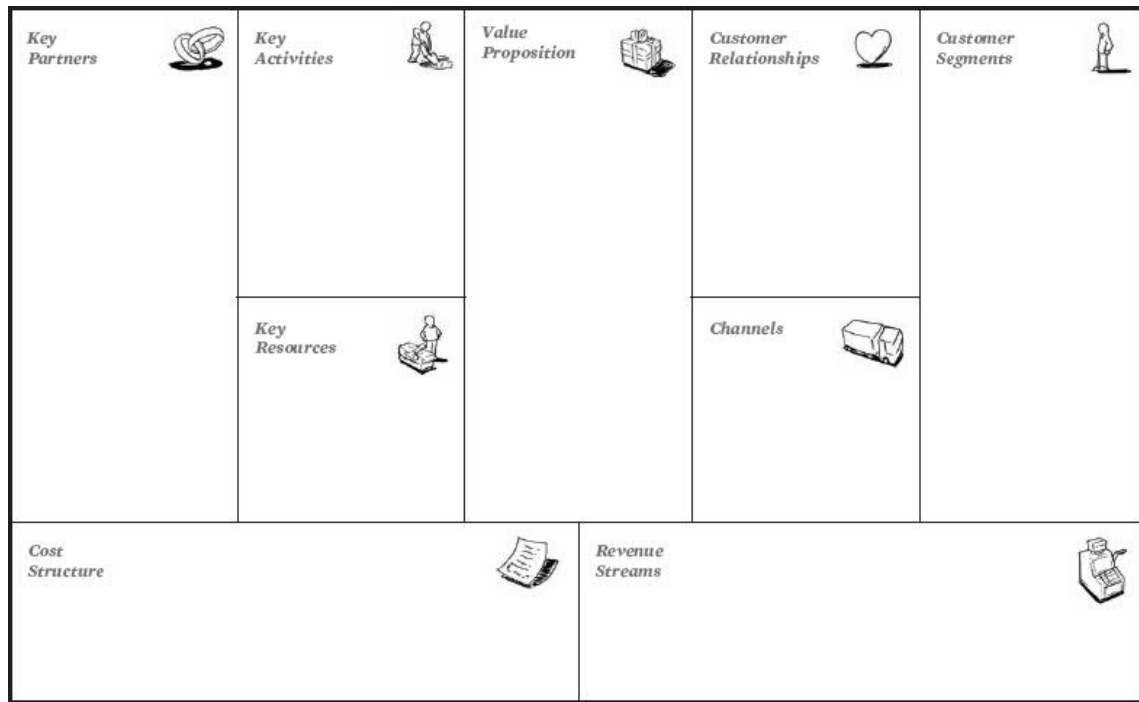 Key
Partners
Key
Activities
Value
Proposition
Customer
Relationships
Customer
Segments
Key
Resources
Channels
Cost
Structure
Revenue
Streams